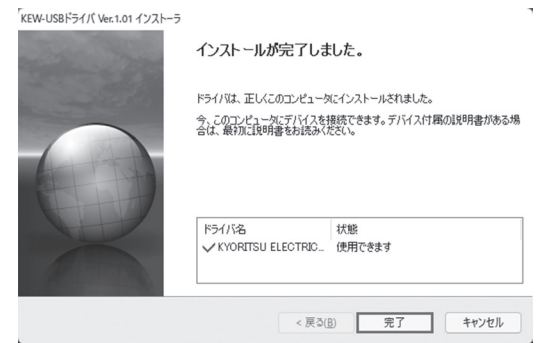 KEW-USBドライバ Ver.1.01 インストーラ
インストールが完了しました。
ドライバは、正しくこのコンピュータにインストールされました。
今、このコンピュータにデバイスを接続できます。デバイス付属の説明書がある場
合は、最初に説明書をお読みください。
ドライバ名 状態
✓ KYORITSU ELECTRIC... 使用できます
< 戻る(B) 完了 キャンセル